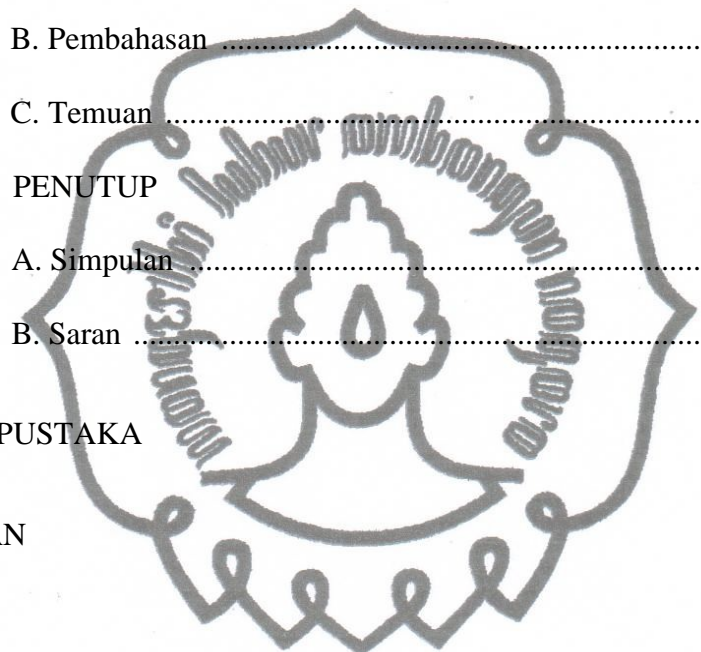 B. Pembahasan ............................................................
C. Temuan ...................................................................
PENUTUP
A. Simpulan ................................................................
B. Saran .......................................................................
PUSTAKA
AN